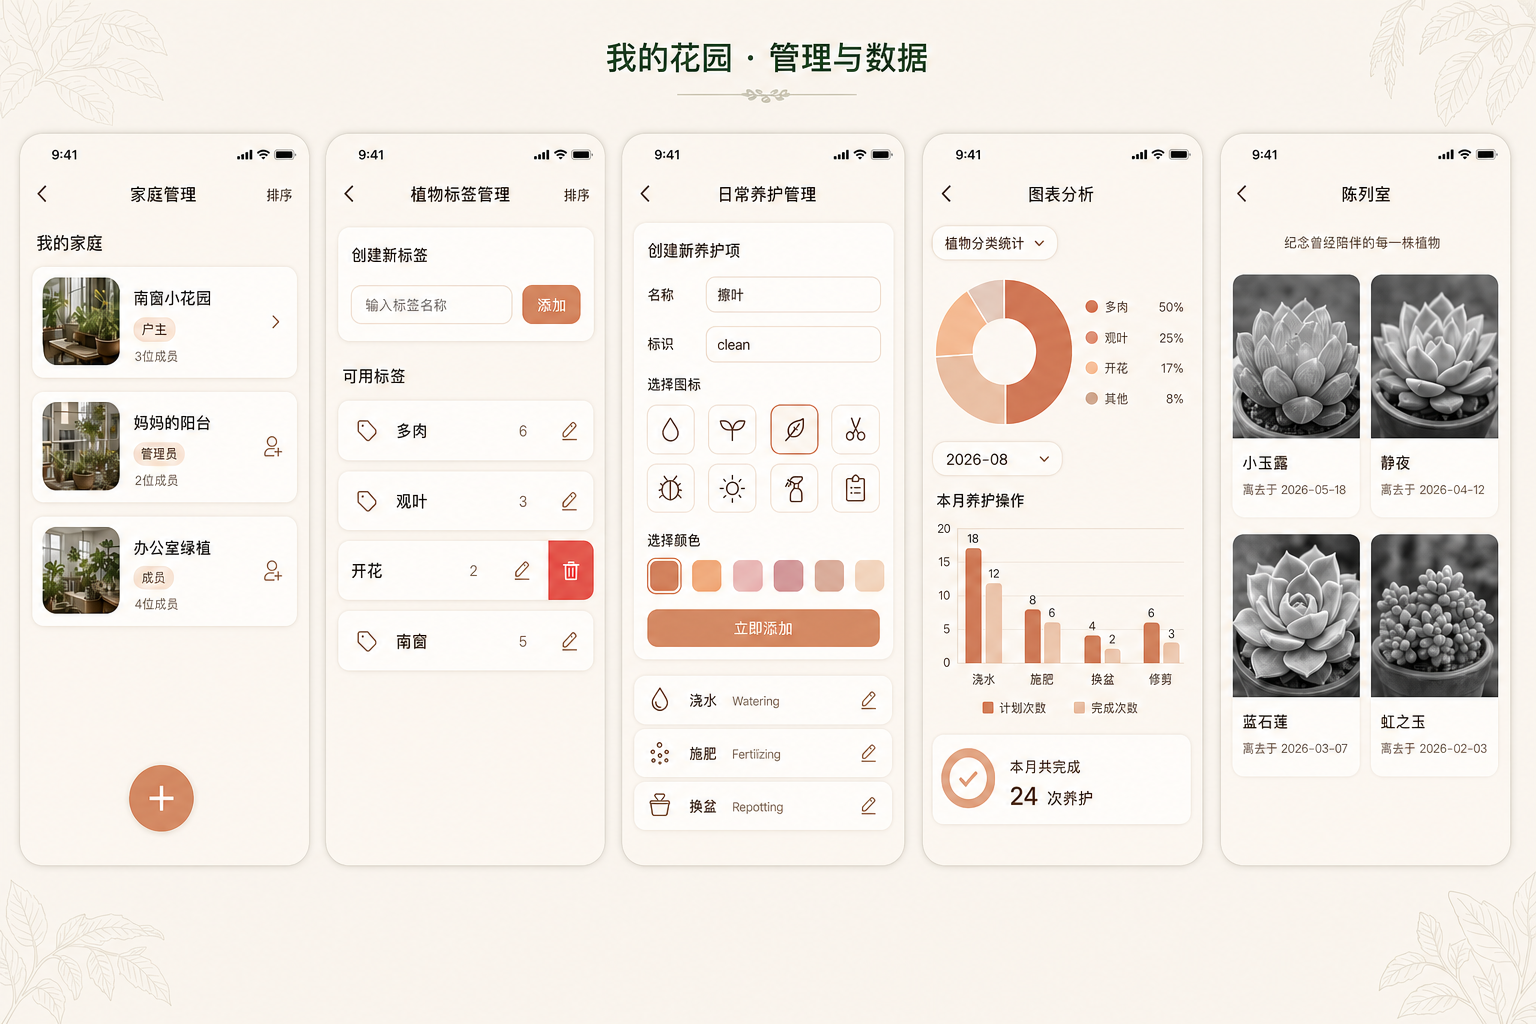 我的花园 · 管理与数据
9:41
家庭管理
排序
我的家庭
南窗小花园
户主
3位成员
妈妈的阳台
管理员
2位成员
办公室绿植
成员
4位成员
9:41
植物标签管理
排序
创建新标签
输入标签名称
添加
可用标签
多肉 6
观叶 3
开花 2
南窗 5
9:41
日常养护管理
创建新养护项
名称 擦叶
标识 clean
选择图标
选择颜色
立即添加
浇水 Watering
施肥 Fertiizing
换盆 Repotting
9:41
图表分析
植物分类统计
多肉 50%
观叶 25%
开花 17%
其他 8%
2026-08
本月养护操作
20
15
10
5
0
18
12
8
6
4
2
6
3
浇水 施肥 换盆 修剪
计划次数 完成次数
本月共完成
24 次养护
9:41
陈列室
纪念曾经陪伴的每一株植物
小玉露
离去于 2026-05-18
静夜
离去于 2026-04-12
蓝石莲
离去于 2026-03-07
虹之玉
离去于 2026-02-03